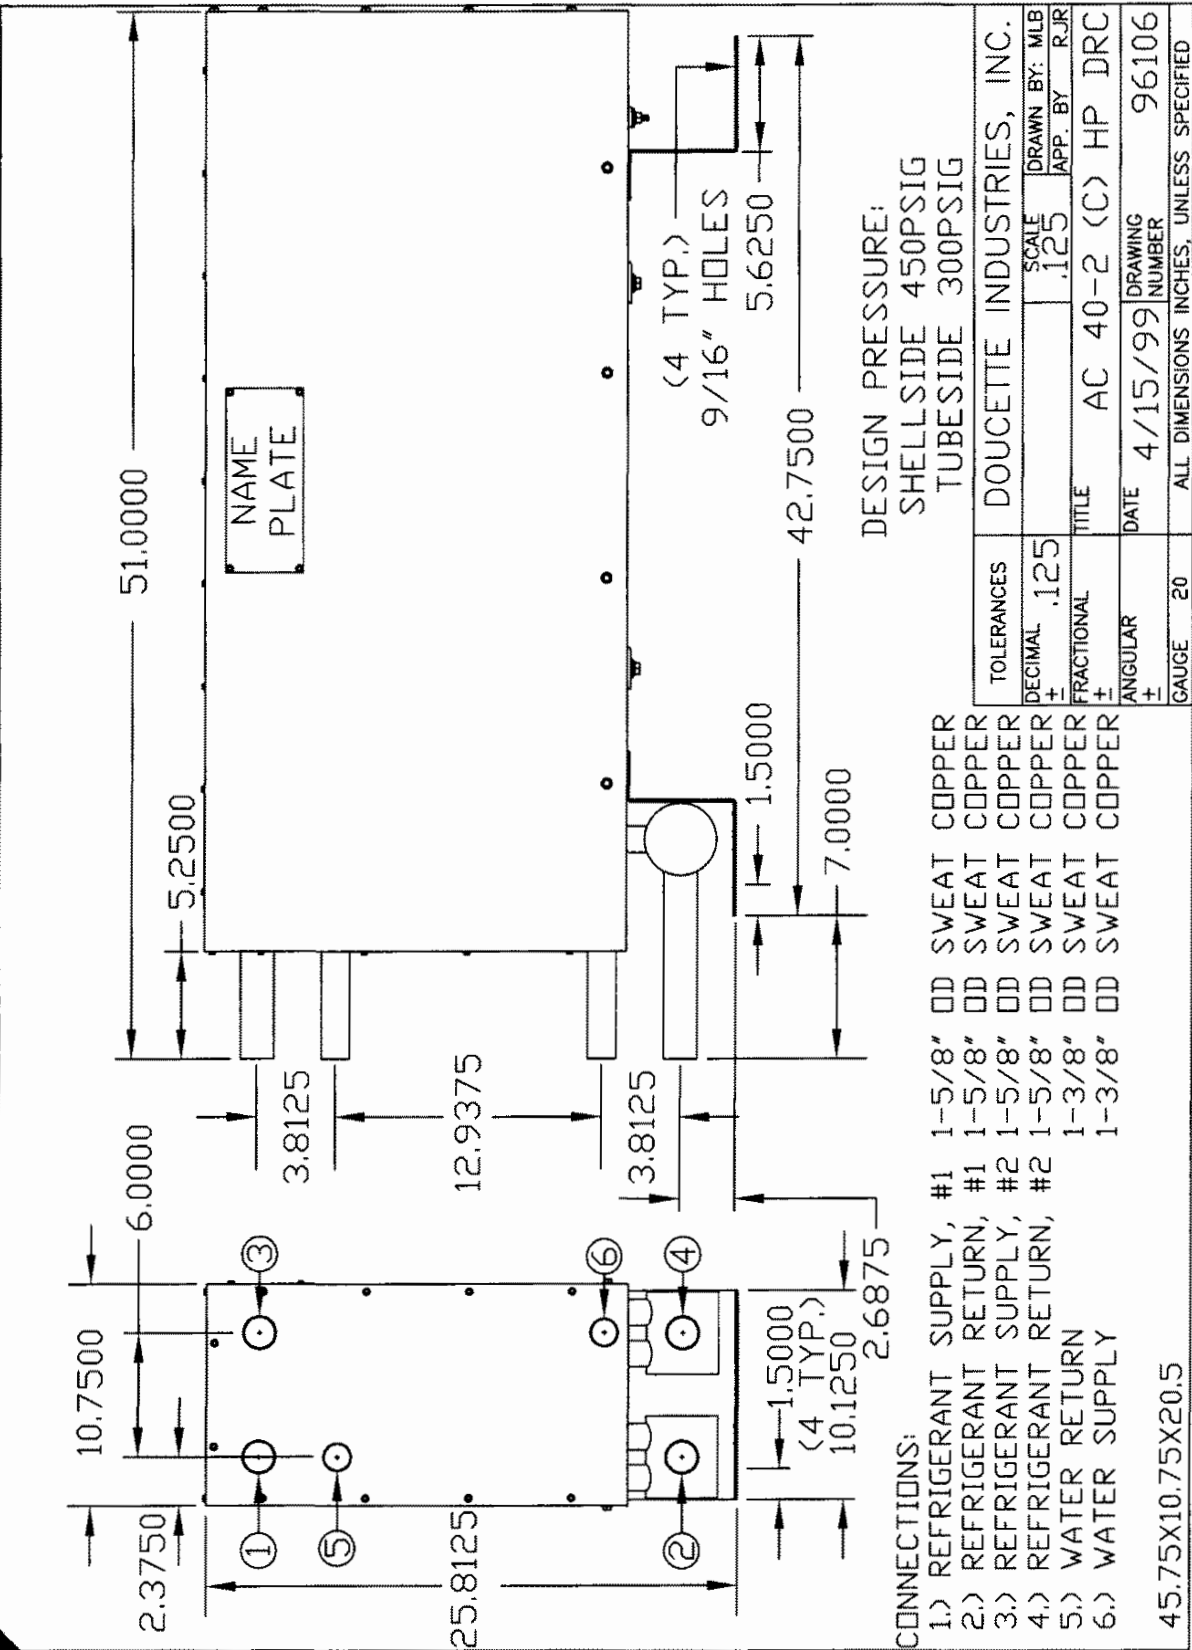 51.0000
5.2500
NAME
PLATE
(4 TYP.)
9/16" HOLES
5.6250
42.7500
1.5000
7.0000
10.7500
6.0000
2.3750
3.8125
12.9375
3.8125
25.8125
1
2
3
4
5
6
1.5000
(4 TYP.)
10.1250
2.6875
DESIGN PRESSURE:
SHELLSIDE 450PSIG
TUBESIDE 300PSIG
CONNECTIONS:
1.) REFRIGERANT SUPPLY, #1 1-5/8" OD SWEAT COPPER
2.) REFRIGERANT RETURN, #1 1-5/8" OD SWEAT COPPER
3.) REFRIGERANT SUPPLY, #2 1-5/8" OD SWEAT COPPER
4.) REFRIGERANT RETURN, #2 1-5/8" OD SWEAT COPPER
5.) WATER RETURN 1-3/8" OD SWEAT COPPER
6.) WATER SUPPLY 1-3/8" OD SWEAT COPPER
45.75X10.75X20.5
TOLERANCES
DECIMAL
± .125
FRACTIONAL
±
ANGULAR
±
GAUGE 20
DOUCETTE INDUSTRIES, INC.
SCALE
.125
DRAWN BY: MLB
APP. BY RJR
TITLE
AC 40-2 (C) HP DRC
DATE
4/15/99
DRAWING
NUMBER
96106
ALL DIMENSIONS INCHES, UNLESS SPECIFIED